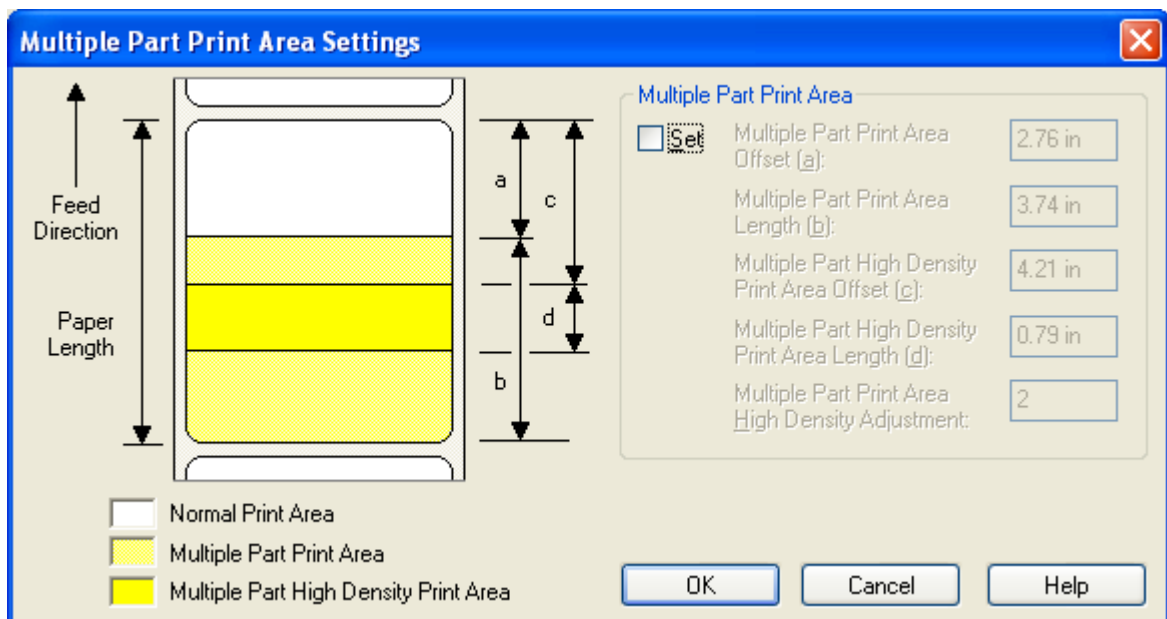 Multiple Part Print Area Settings
Feed
Direction
Paper
Length
a
c
d
b
Normal Print Area
Multiple Part Print Area
Multiple Part High Density Print Area
Multiple Part Print Area
Set
Multiple Part Print Area
Offset (a):
2.76 in
Multiple Part Print Area
Length (b):
3.74 in
Multiple Part High Density
Print Area Offset (c):
4.21 in
Multiple Part High Density
Print Area Length (d):
0.79 in
Multiple Part Print Area
High Density Adjustment:
2
OK
Cancel
Help